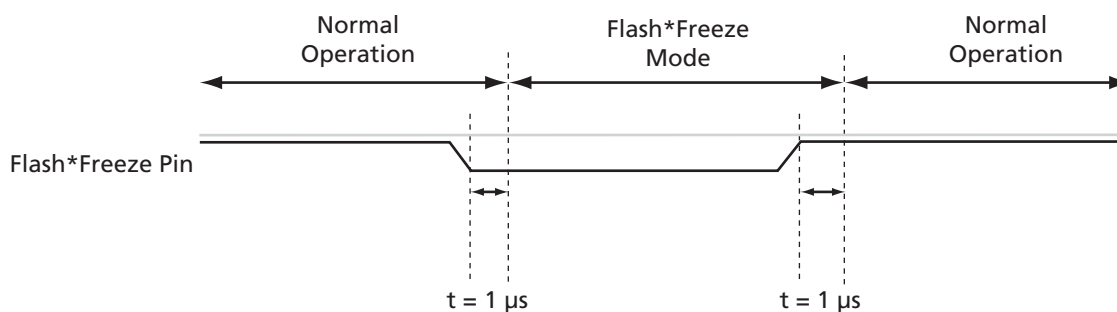 Normal
Operation
Flash*Freeze
Mode
Normal
Operation
Flash*Freeze Pin
t = 1 µs
t = 1 µs